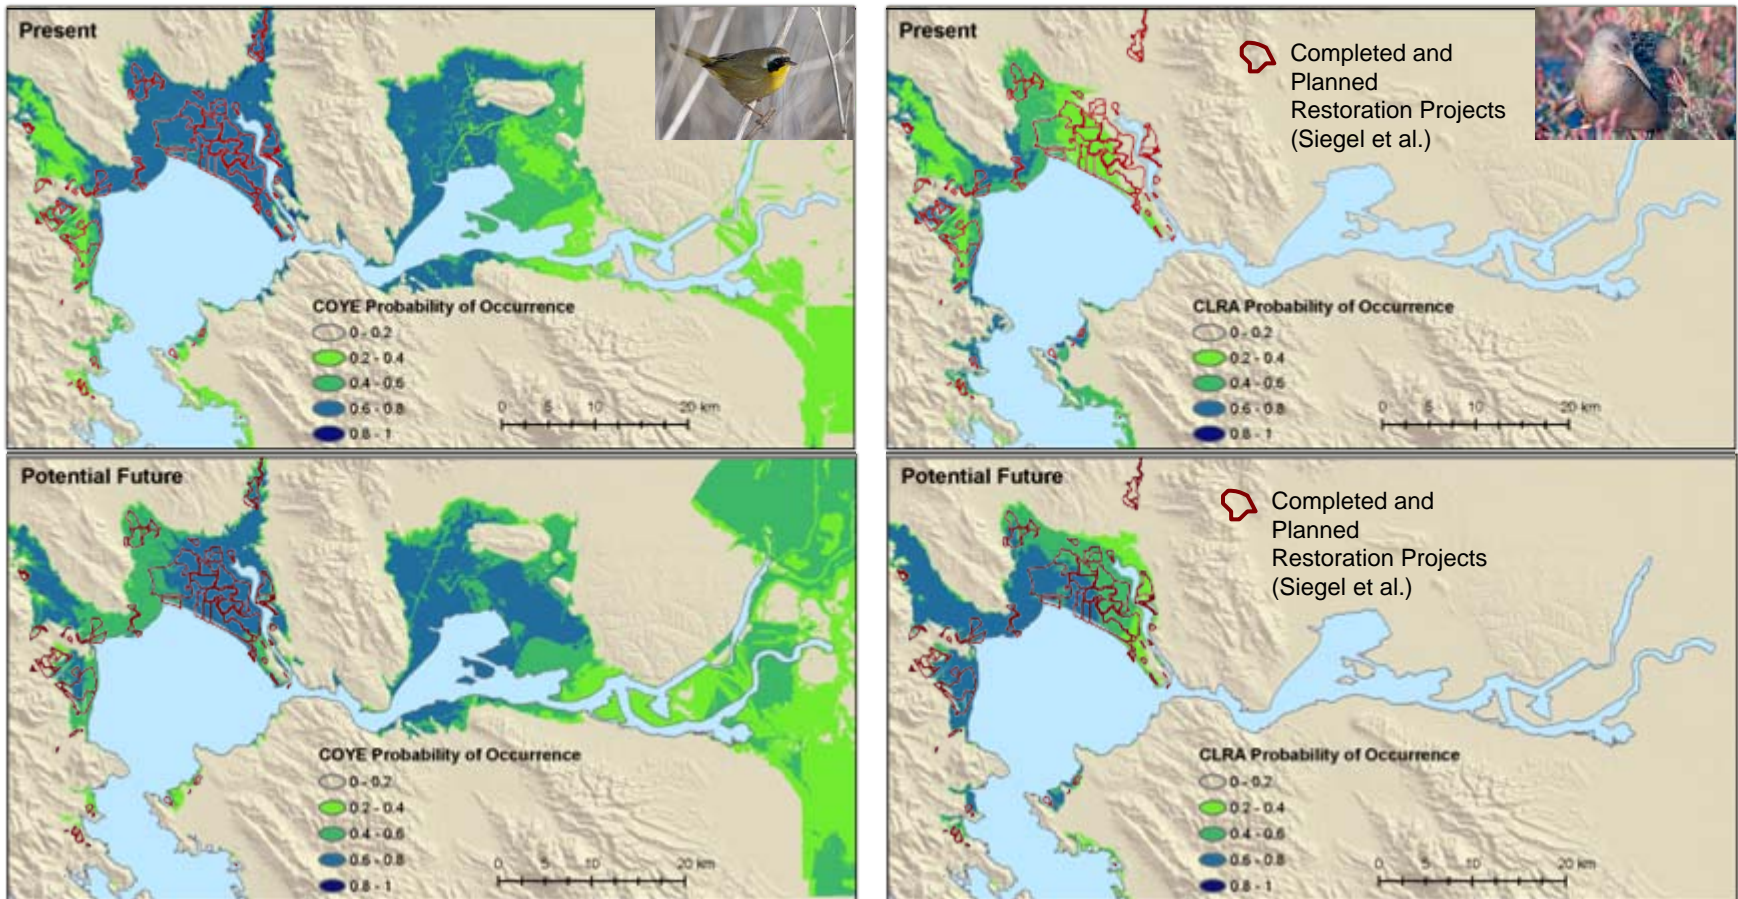 Present
COYE Probability of Occurrence
0 - 0.2
0.2 - 0.4
0.4 - 0.6
0.6 - 0.8
0.8 - 1
0 5 10 20 km
Present
Completed and
Planned
Restoration Projects
(Siegel et al.)
CLRA Probability of Occurrence
0 - 0.2
0.2 - 0.4
0.4 - 0.6
0.6 - 0.8
0.8 - 1
0 5 10 20 km
Potential Future
COYE Probability of Occurrence
0 - 0.2
0.2 - 0.4
0.4 - 0.6
0.6 - 0.8
0.8 - 1
0 5 10 20 km
Potential Future
Completed and
Planned
Restoration Projects
(Siegel et al.)
CLRA Probability of Occurrence
0 - 0.2
0.2 - 0.4
0.4 - 0.6
0.6 - 0.8
0.8 - 1
0 5 10 20 km